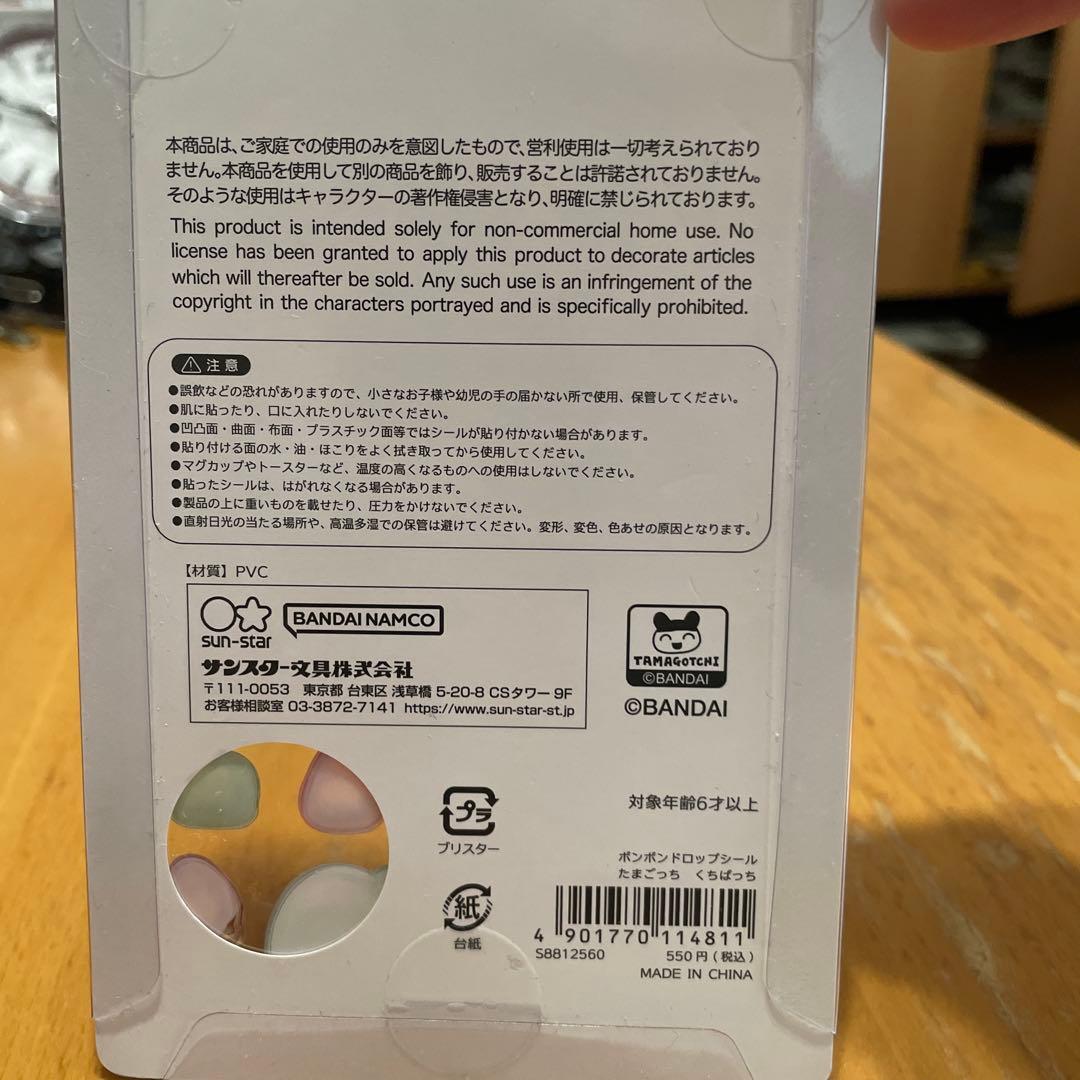 本商品は、ご家庭での使用のみを意図したもので、営利使用は一切考えられており
ません。本商品を使用して別の商品を飾り、販売することは許諾されておりません。
そのような使用はキャラクターの著作権侵害となり、明確に禁じられております。
This product is intended solely for non-commercial home use. No
license has been granted to apply this product to decorate articles
which will thereafter be sold. Any such use is an infringement of the
copyright in the characters portrayed and is specifically prohibited.
注意
●誤飲などの恐れがありますので、小さなお子様や幼児の手の届かない所で使用、保管してください。
●肌に貼ったり、口に入れたりしないでください。
●凹凸面・曲面・布面・プラスチック面等ではシールが貼り付かない場合があります。
●貼り付ける面の水・油・ほこりをよく拭き取ってから使用してください。
●マグカップやトースターなど、温度の高くなるものへの使用はしないでください。
●貼ったシールは、はがれなくなる場合があります。
●製品の上に重いものを載せたり、圧力をかけないでください。
●直射日光の当たる場所や、高温多湿での保管は避けてください。変形、変色、色あせの原因となります。
【材質】PVC
sun-star
BANDAI NAMCO
サンスター文具株式会社
〒111-0053 東京都 台東区 浅草橋 5-20-8 CSタワー 9F
お客様相談室 03-3872-7141 https://www.sun-star-st.jp
TAMAGOTCHI
©BANDAI
©BANDAI
プラ
ブリスター
紙
台紙
対象年齢6才以上
ボンボンドロップシール
たまごっち くちぱっち
4 901770 114811
S8812560 550円(税込)
MADE IN CHINA